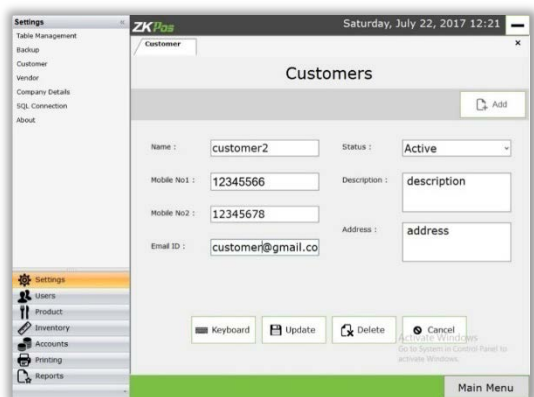 Settings
ZKPos
Saturday, July 22, 2017 12:21
Table Management
Backup
Customer
Vendor
Company Details
SQL Connection
About
Customer
×
Customers
Add
Name :
customer2
Status :
Active
Mobile No1 :
12345566
Description :
description
Mobile No2 :
12345678
Address :
address
Email ID :
customer@gmail.co
Settings
Users
Product
Inventory
Accounts
Printing
Reports
Keyboard
Update
Delete
Cancel
Activate Windows
Go to System in Control Panel to
activate Windows.
Main Menu